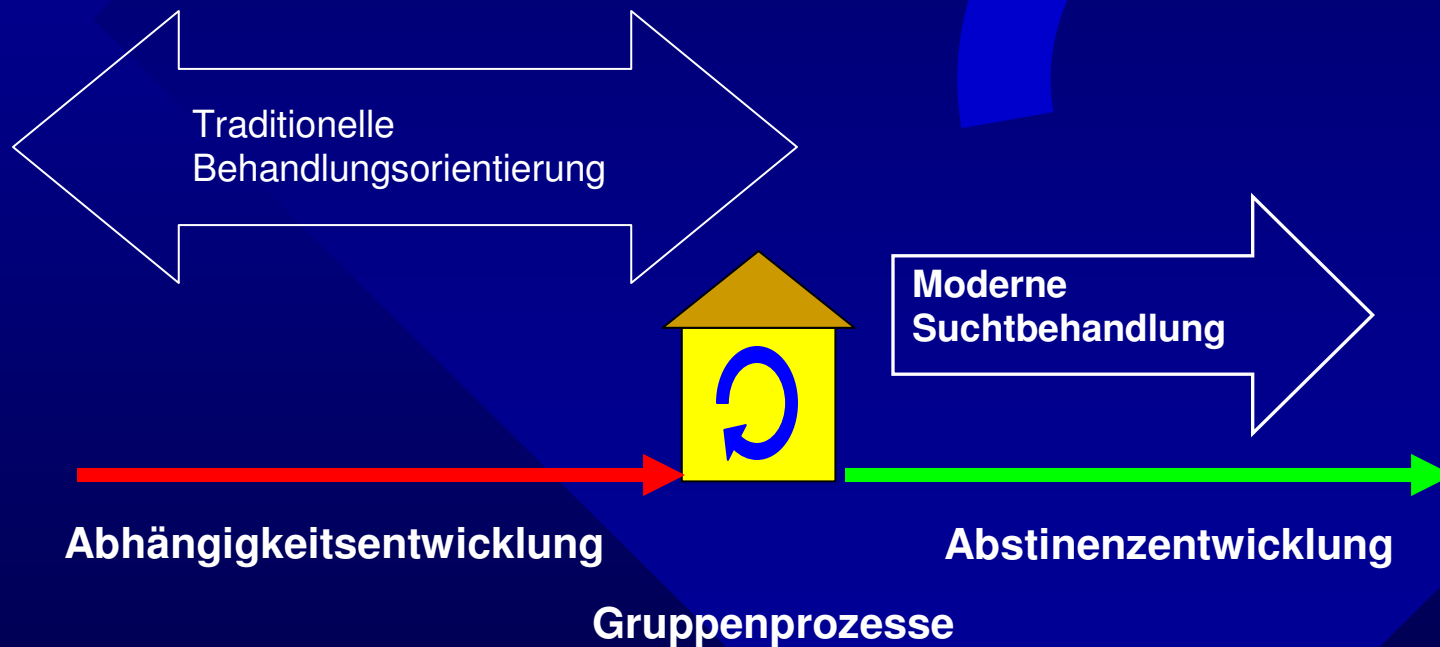 Traditionelle
Behandlungsorientierung
Moderne
Suchtbehandlung
Abhängigkeitsentwicklung
Abstinenzentwicklung
Gruppenprozesse